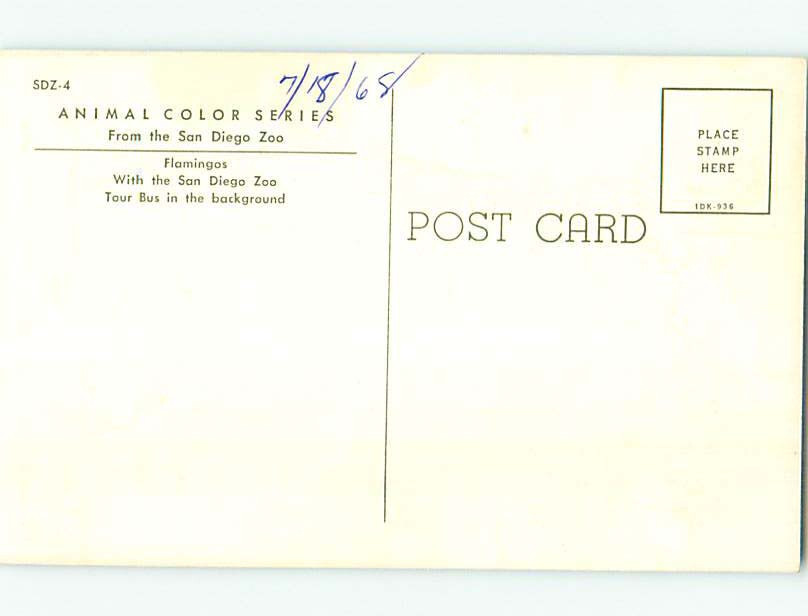 SDZ-4
7/18/68
ANIMAL COLOR SERIES
From the San Diego Zoo
Flamingos
With the San Diego Zoo
Tour Bus in the background
POST CARD
PLACE
STAMP
HERE
1DK-936